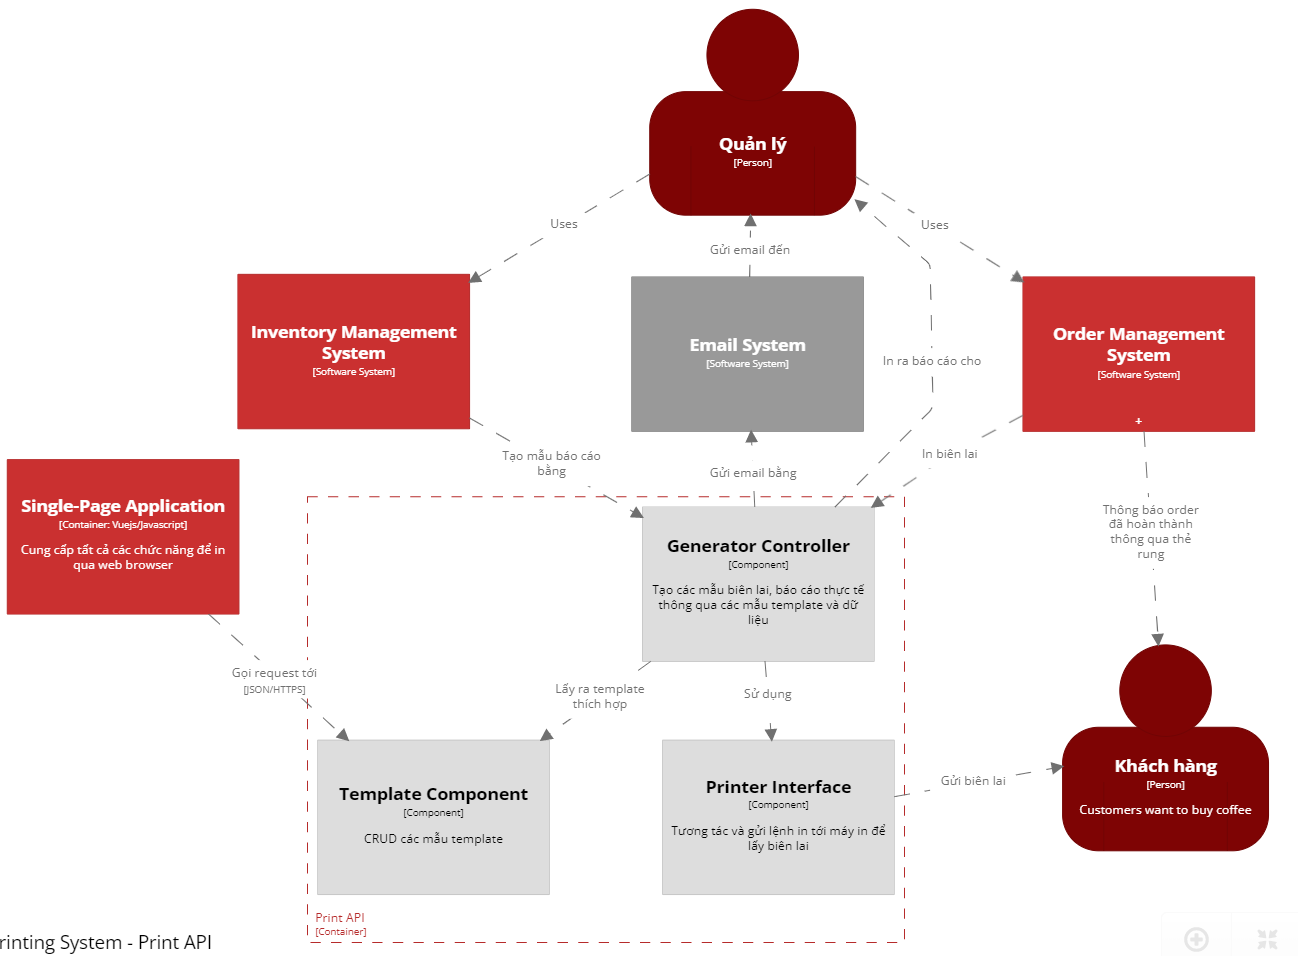 Quản lý
[Person]
Uses
Gửi email đến
Uses
Inventory Management
System
[Software System]
Email System
[Software System]
In ra báo cáo cho
Order Management
System
[Software System]
+
Tạo mẫu báo cáo
bằng
Gửi email bằng
In biên lai
Single-Page Application
[Container: Vuejs/Javascript]
Cung cấp tất cả các chức năng để in
qua web browser
Generator Controller
[Component]
Tạo các mẫu biên lai, báo cáo thực tế
thông qua các mẫu template và dữ
liệu
Thông báo order
đã hoàn thành
thông qua thẻ
rung
Gọi request tới
[JSON/HTTPS]
Lấy ra template
thích hợp
Sử dụng
Template Component
[Component]
CRUD các mẫu template
Printer Interface
[Component]
Tương tác và gửi lệnh in tới máy in để
lấy biên lai
Gửi biên lai
Khách hàng
[Person]
Customers want to buy coffee
Print API
[Container]
rinting System - Print API